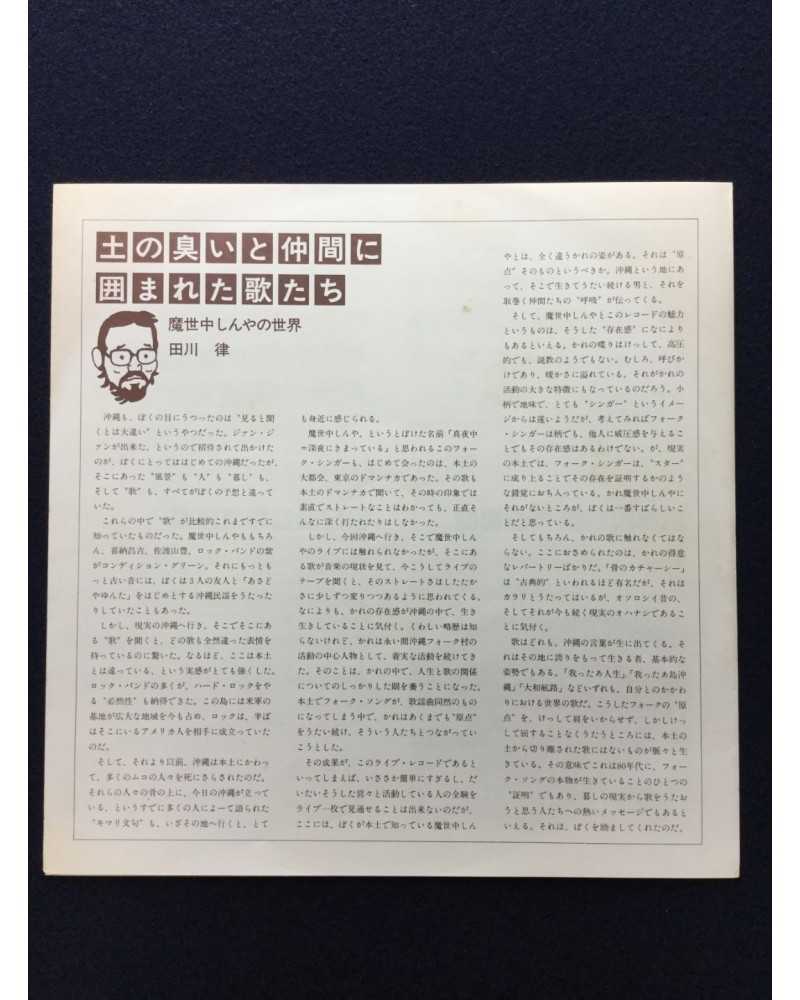 土の臭いと仲間に
囲まれた歌たち
魔世中しんやの世界
田川 律
沖縄も、ぼくの目にうつったのは“見ると聞
くとは大違い”というやつだった。ジァン・ジ
ァンが出来た、というので招待されて出かけた
のが、ぼくにとってははじめての沖縄だったが、
そこにあった“風景”も“人”も“暮し”も、
そして“歌”も、すべてがぼくの予想と違って
いた。
これらの中で“歌”が比較的これまですでに
知っていたものだった。魔世中しんやもちろ
ん、喜納昌吉、佐渡山豊、ロック・バンドの紫
がコンディション・グリーン。それにもっとも
っと古い音には、ぼくは3人の友人と「あさど
やゆんた」をはじめとする沖縄民謡をうたった
りしていたこともあった。
しかし、現実の沖縄へ行き、そこでそこにあ
る“歌”を聞くと、どの歌も全然違った表情を
持っているのに驚いた。なるほど、ここは本土
とは違っている、という実感がとても強くした。
ロック・バンドの多くが、ハード・ロックをや
る“必然性”も納得できた。この島には米軍の
基地が広大な地域を今も占め、ロックは、半ば
はそこにいるアメリカ人を相手に成立っていた
のだ。
そして、それより以前、沖縄は本土にかわっ
て、多くのムコの人々を死にさらされたのだ。
それらの人々の骨の上に、今日の沖縄が立って
いる、というすでに多くの人によって語られた
“キマリ文句”も、いざその地へ行くと、とて
も身近に感じられる。
魔世中しんや、というとぼけた名前「真夜中
＝深夜にきまっている」と思われるこのフォー
ク・シンガーも、はじめて会ったのは、本土の
大都会、東京のドマンナカであった。その歌も
本土のドマンナカで聞いて、その時の印象では
素直でストレートなことはわかっても、正直そ
んなに深く打たれたりはしなかった。
しかし、今回沖縄へ行き、そこで魔世中しん
やのライブには触れられなかったが、そこにあ
る歌が音楽の現状を見て、今こうしてライブの
テープを聞くと、そのストレートさはしたたか
さに少しずつ変りつつあるように思われてくる。
なによりも、かれの存在感が沖縄の中で、生き
生きしていることに気付く。くわしい略歴は知
らないけれど、かれは永い間沖縄フォーク村の
活動の中心人物として、着実な活動を続けてき
た。そのことは、かれの中で、人生と歌の関係
についてのしっかりした眼を養うことになった。
本土でフォーク・ソングが、歌謡曲同然のもの
になってしまう中で、かれはあくまでも“原点”
をうたい続け、そういう人たちとつながってい
こうとした。
その成果が、このライブ・レコードであると
いってしまえば、いささか簡単にすぎるし、だ
いたいそうした営々と活動している人の全貌を
ライブ一枚で見通せることは出来ないのだが、
ここには、ぼくが本土で知っている魔世中しん
やとは、全く違うかれの姿がある。それは“原
点”そのものというべきか。沖縄という地にあ
って、そこで生きてうたい続ける男と、それを
取巻く仲間たちの“呼吸”が伝ってくる。
そして、魔世中しんやとこのレコードの魅力
というものは、そうした“存在感”になにより
もあるといえる。かれの喋りはけっして、高圧
的でも、説教のようでもない。むしろ、呼びか
けであり、暖かさに溢れている。それがかれの
活動の大きな特徴にもなっているのだろう。小
柄で地味で、とても“シンガー”というイメー
ジからは遠いようだが、考えてみればフォーク
・シンガーは柄でも、他人に威圧感を与えるこ
とでもその存在感はあるわけでない。が、現実
の本土では、フォーク・シンガーは、“スター”
に成り上ることでその存在を証明するかのよう
な錯覚におち入っている。かれ魔世中しんやに
それがないところが、ぼくは一番すばらしいこ
とだと思っている。
そしてもちろん、かれの歌に触れなくてはな
らない。ここにおさめられたのは、かれの得意
なレパートリーばかりだ。「骨のカチャーシー」
は“古典的”といわれるほど有名だが、それは
カラリとうたってはいるが、オソロシイ昔の、
そしてそれが今も続く現実のオハナシであるこ
とに気付く。
歌はどれも、沖縄の言葉が生に出てくる。そ
れはその地に誇りをもって生きる者、基本的な
姿勢でもある。「我ったあ人生」「我ったあ島沖
縄」「大和航路」などいずれも、自分とのかかわ
りにおける世界の歌だ。こうしたフォークの“原
点”を、けっして肩をいからせず、しかしけっ
して屈することなくうたうところには、本土の
土から切り離された歌にはないものが脈々と生
きている。その意味でこれは80年代に、フォー
ク・ソングの本物が生きていることのひとつの
“証明”でもあり、暮しの現実から歌をうたお
うと思う人たちへの熱いメッセージでもあると
いえる。それは、ぼくを励ましてくれたのだ。